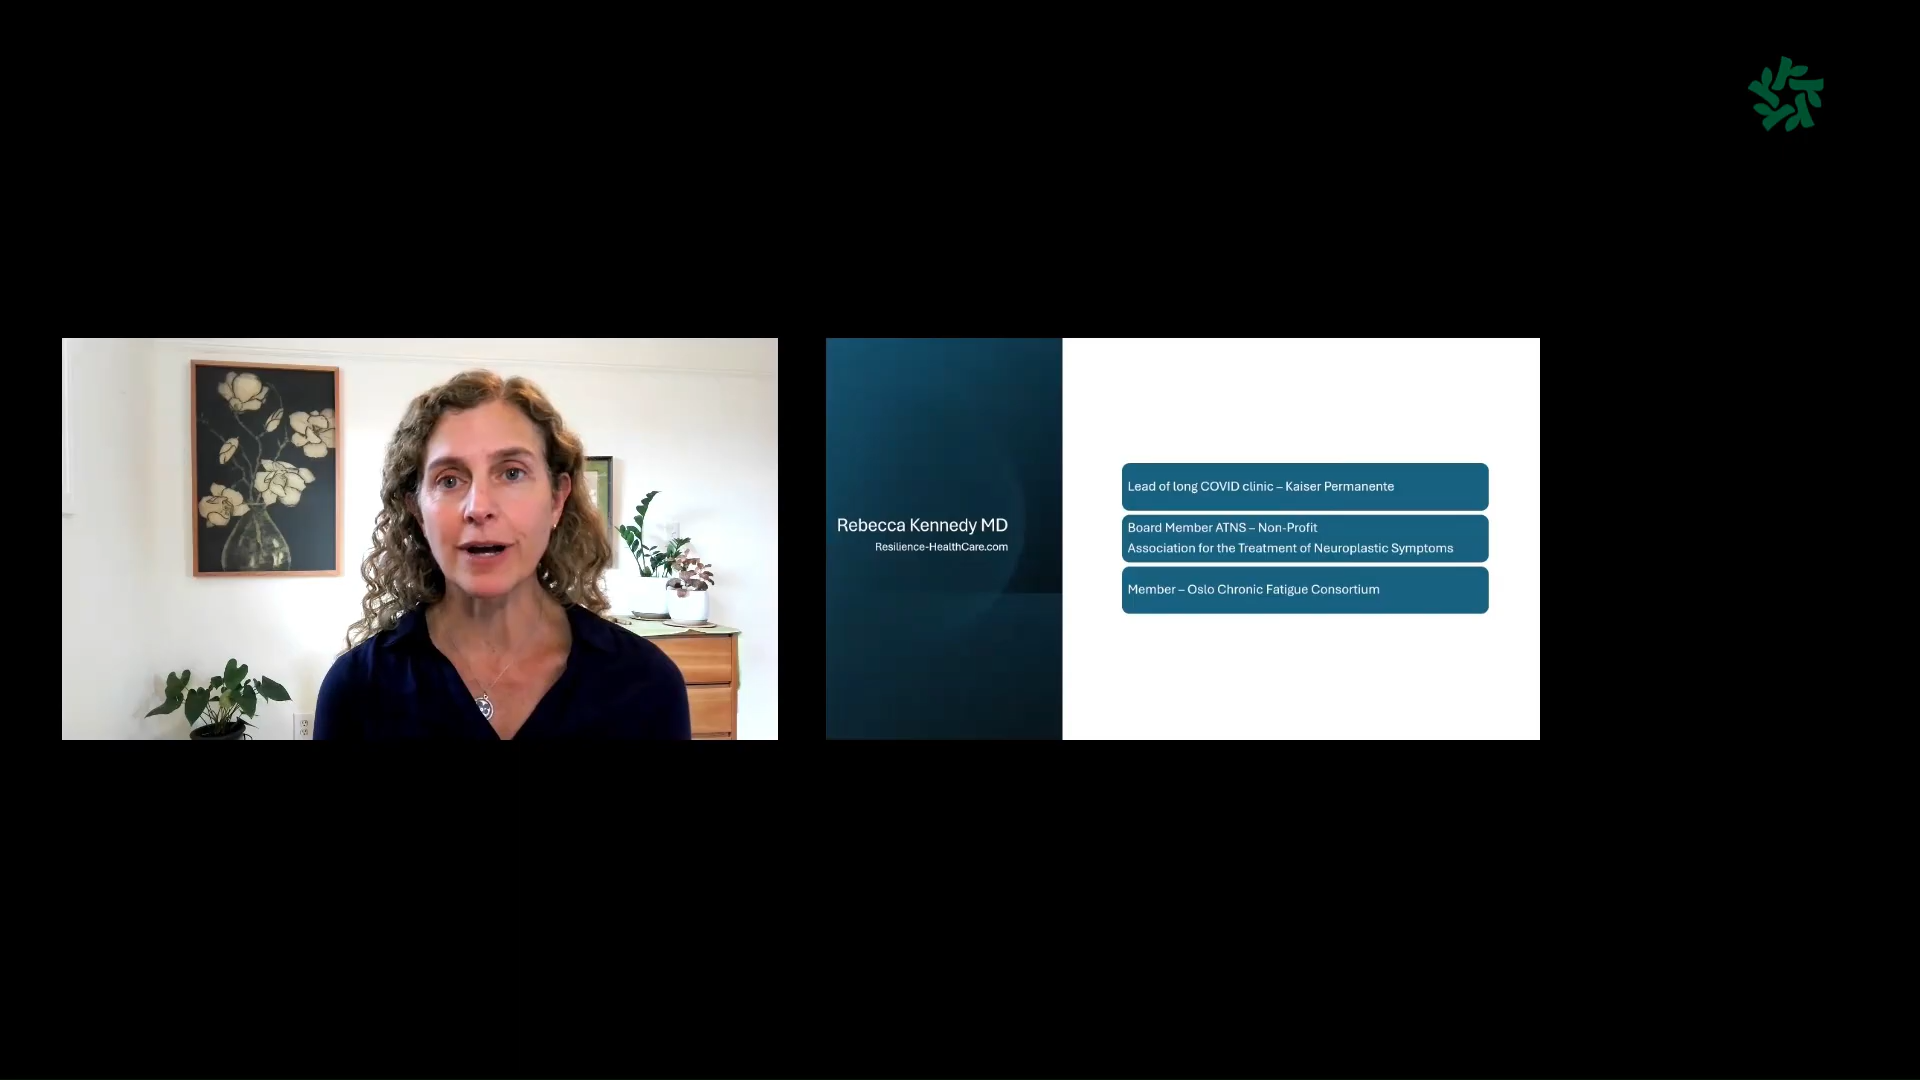 Rebecca Kennedy MD
Resilience-HealthCare.com
Lead of long COVID clinic – Kaiser Permanente
Board Member ATNS – Non-Profit
Association for the Treatment of Neuroplastic Symptoms
Member – Oslo Chronic Fatigue Consortium